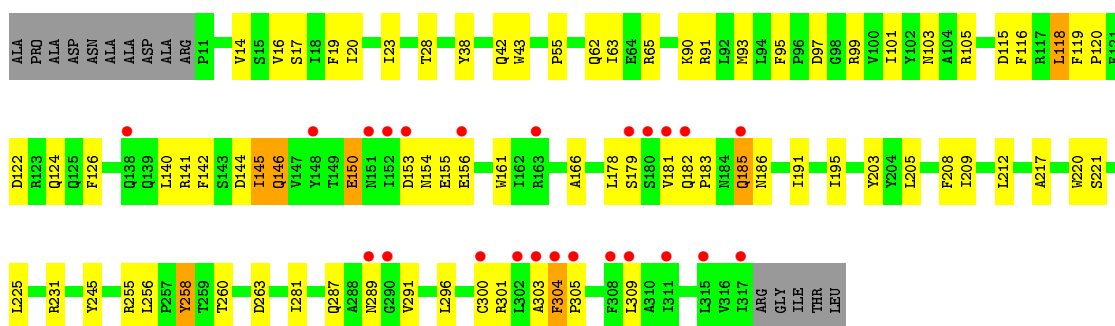 ALA PRO ALA ASP ASN ALA ALA ASP ALA ARG P11 V14 S15 V16 S17 I18 F19 I20 I23 T28 Y38 Q42 W43 P55 Q62 I63 E64 R65 K90 R91 L92 M93 L94 F95 P96 D97 G98 R99 V100 I101 Y102 N103 A104 R105 D115 F116 R117 L118 F119 P120 E121
D122 R123 Q124 Q125 F126 Q138 Q139 L140 R141 F142 S143 D144 I145 Q146 V147 Y148 T149 E150 N151 I152 D153 N154 E155 E156 W161 I162 R163 A166 L178 S179 S180 V181 Q182 P183 N184 Q185 N186 I191 I195 Y203 Y204 L205 F208 I209 L212 A217 W220 S221
L225 R231 Y245 R255 L256 P257 Y258 T259 T260 D263 I281 Q287 A288 N289 G290 V291 L296 C300 R301 L302 A303 F304 P305 F308 L309 A310 I311 L315 V316 I317 ARG GLY ILE THR LEU